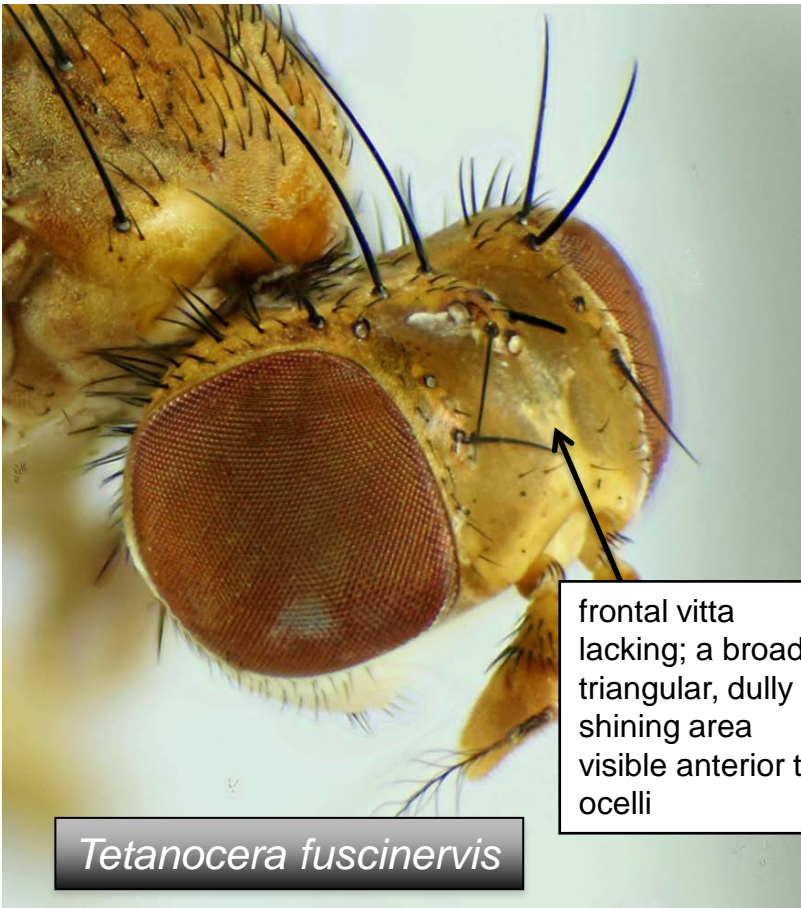 frontal vitta
lacking; a broad
triangular, dully
shining area
visible anterior t
ocelli
Tetanocera fuscinervis